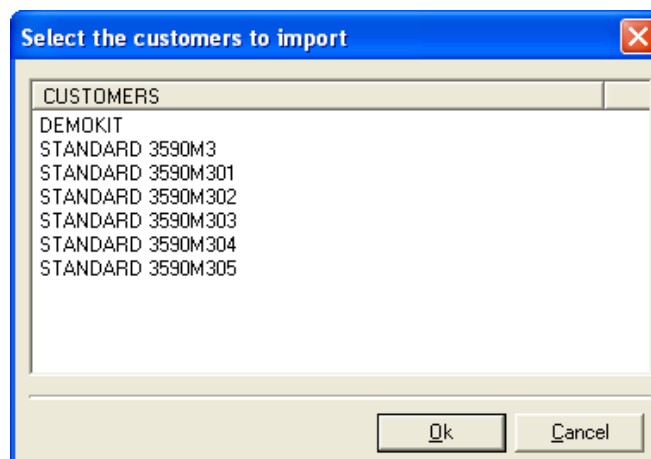 Select the customers to import
CUSTOMERS
DEMOKIT
STANDARD 3590M3
STANDARD 3590M301
STANDARD 3590M302
STANDARD 3590M303
STANDARD 3590M304
STANDARD 3590M305
Ok Cancel